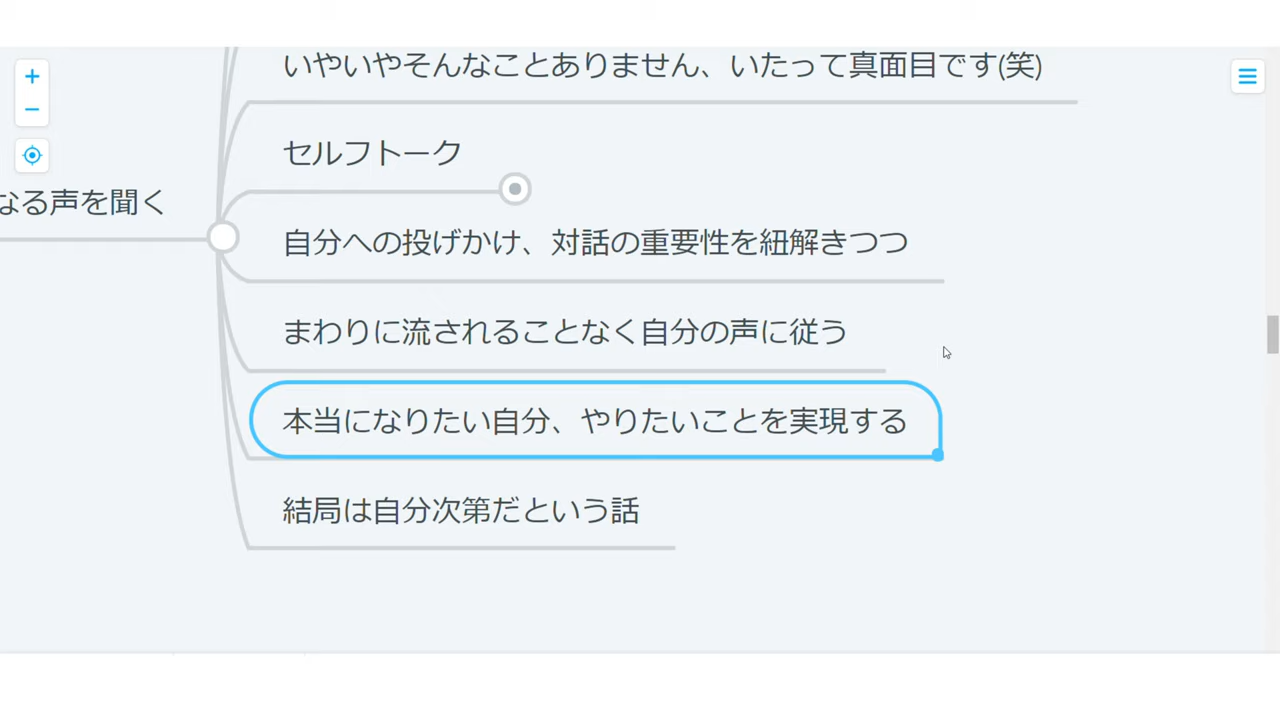 いやいやそんなことありません、いたって真面目です(笑)
セルフトーク
なる声を聞く
自分への投げかけ、対話の重要性を紐解きつつ
まわりに流されることなく自分の声に従う
本当になりたい自分、やりたいことを実現する
結局は自分次第だという話